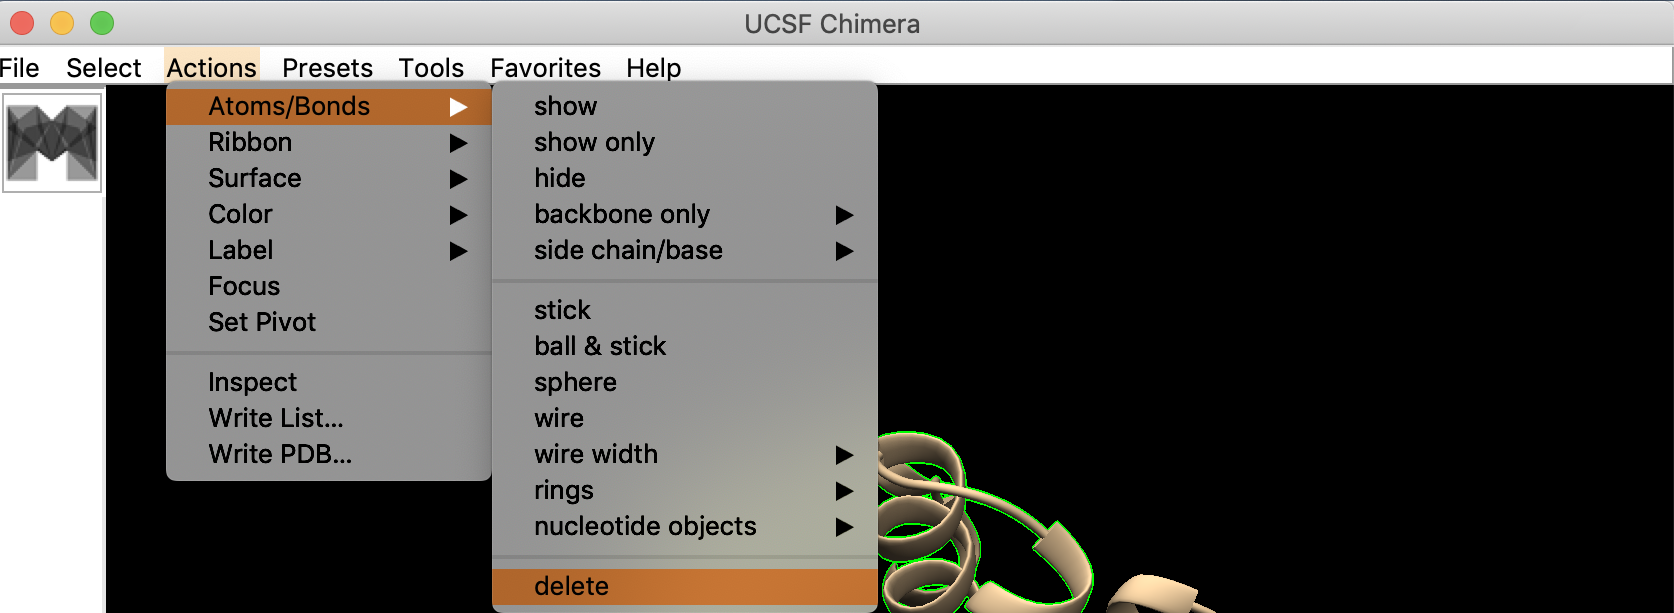 UCSF Chimera
File Select Actions Presets Tools Favorites Help
Atoms/Bonds
Ribbon
Surface
Color
Label
Focus
Set Pivot
Inspect
Write List...
Write PDB...
show
show only
hide
backbone only
side chain/base
stick
ball & stick
sphere
wire
wire width
rings
nucleotide objects
delete